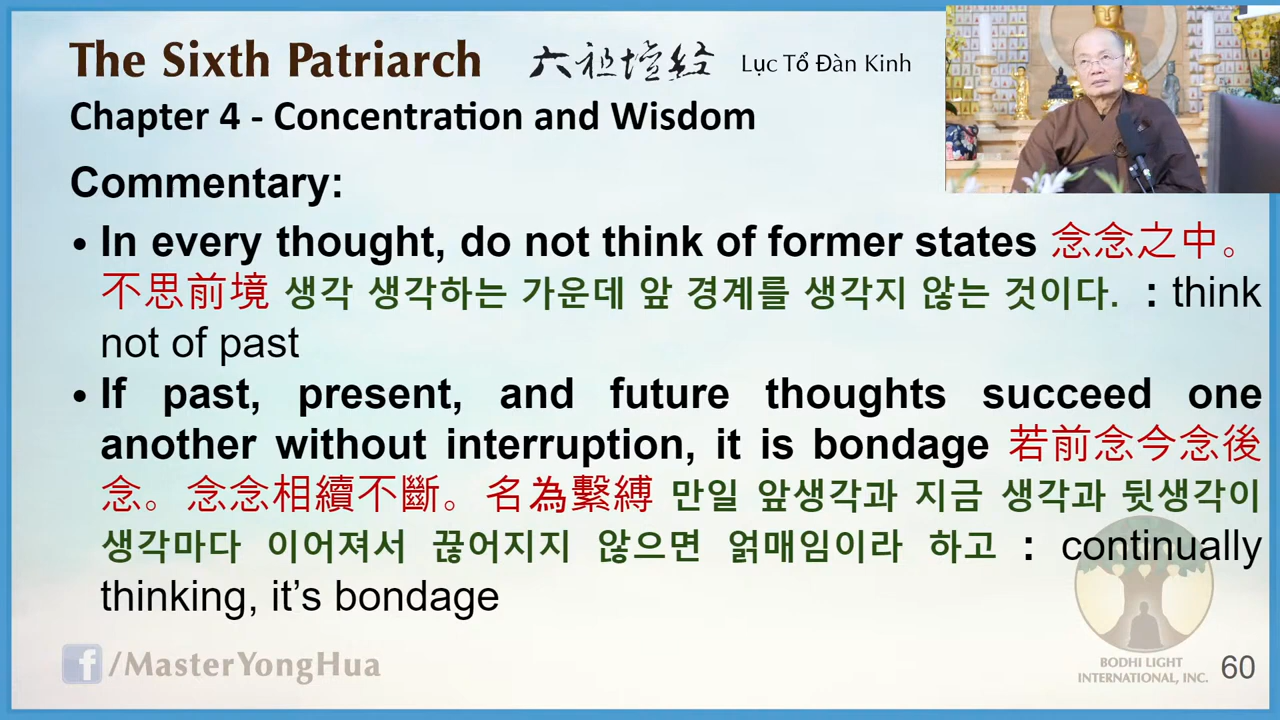 The Sixth Patriarch 六祖壇經 Lục Tổ Đàn Kinh
Chapter 4 - Concentration and Wisdom
Commentary:
• In every thought, do not think of former states 念念之中。
不思前境 생각 생각하는 가운데 앞 경계를 생각지 않는 것이다. : think
not of past
• If past, present, and future thoughts succeed one
another without interruption, it is bondage 若前念今念後
念。念念相續不斷。名為繫縛 만일 앞생각과 지금 생각과 뒷생각이
생각마다 이어져서 끊어지지 않으면 얽매임이라 하고 : continually
thinking, it’s bondage
f/MasterYongHua
BODHI LIGHT
INTERNATIONAL, INC.
60